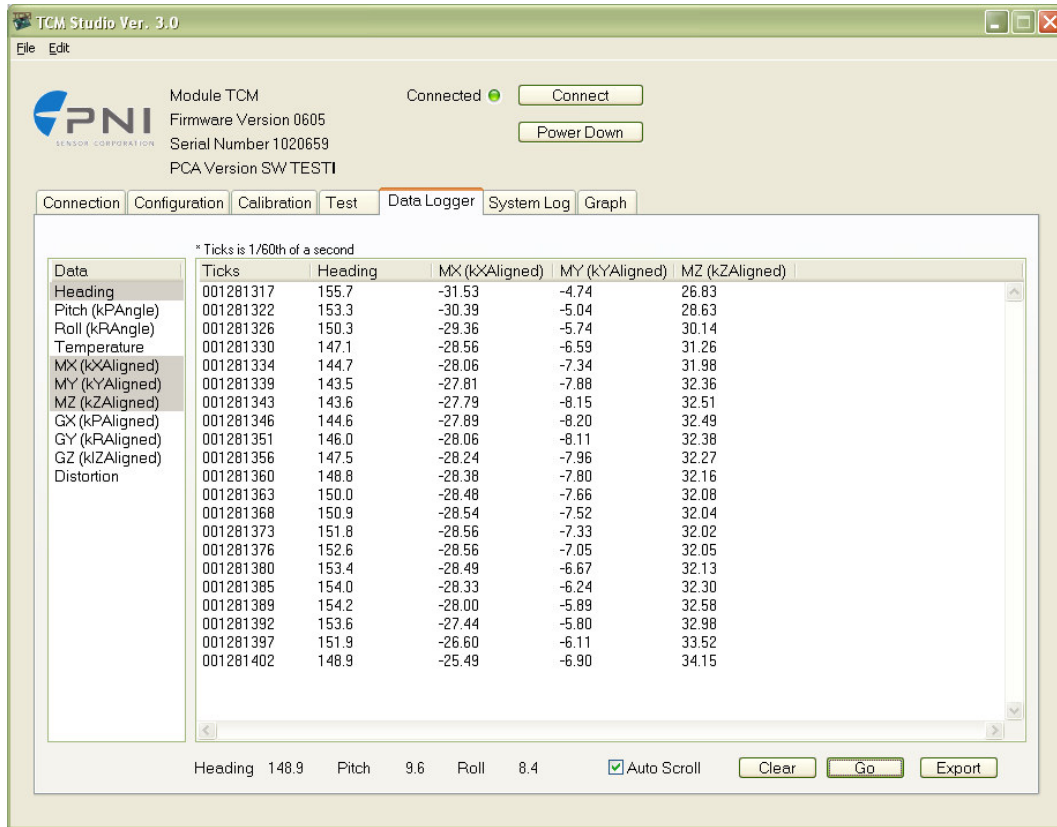 TCM Studio Ver. 3.0
File Edit
Module TCM
Firmware Version 0605
Serial Number 1020659
PCA Version SW TESTI
PNI
SENSOR CORPORATION
Connected Connect
Power Down
Connection Configuration Calibration Test Data Logger System Log Graph
* Ticks is 1/60th of a second
Data
Heading
Pitch (kPAngle)
Roll (kRAngle)
Temperature
MX (kXAligned)
MY (kYAligned)
MZ (kZAligned)
GX (kPAligned)
GY (kRAligned)
GZ (kIZAligned)
Distortion
Ticks Heading MX (kXAligned) MY (kYAligned) MZ (kZAligned)
001281317 155.7 -31.53 -4.74 26.83
001281322 153.3 -30.39 -5.04 28.63
001281326 150.3 -29.36 -5.74 30.14
001281330 147.1 -28.56 -6.59 31.26
001281334 144.7 -28.06 -7.34 31.98
001281339 143.5 -27.81 -7.88 32.36
001281343 143.6 -27.79 -8.15 32.51
001281346 144.6 -27.89 -8.20 32.49
001281351 146.0 -28.06 -8.11 32.38
001281356 147.5 -28.24 -7.96 32.27
001281360 148.8 -28.38 -7.80 32.16
001281363 150.0 -28.48 -7.66 32.08
001281368 150.9 -28.54 -7.52 32.04
001281373 151.8 -28.56 -7.33 32.02
001281376 152.6 -28.56 -7.05 32.05
001281380 153.4 -28.49 -6.67 32.13
001281385 154.0 -28.33 -6.24 32.30
001281389 154.2 -28.00 -5.89 32.58
001281392 153.6 -27.44 -5.80 32.98
001281397 151.9 -26.60 -6.11 33.52
001281402 148.9 -25.49 -6.90 34.15
Heading 148.9 Pitch 9.6 Roll 8.4 Auto Scroll Clear Go Export